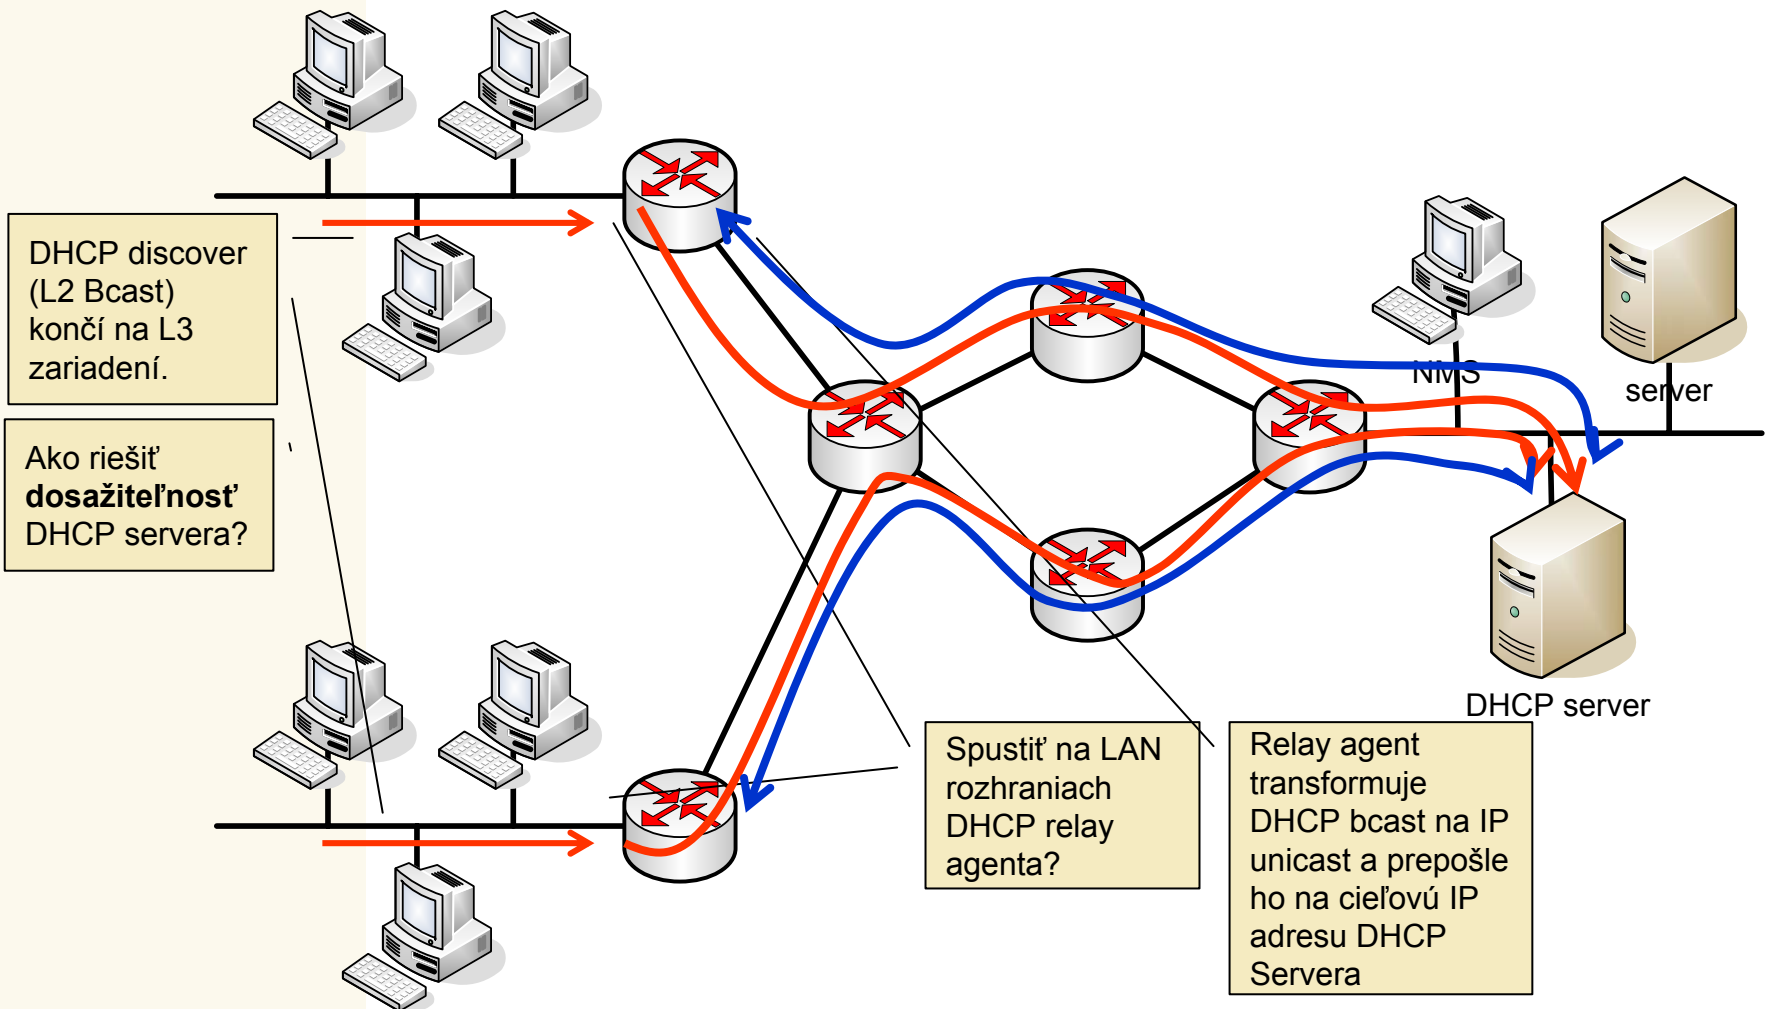 DHCP discover
(L2 Bcast)
končí na L3
zariadení.
Ako riešiť
dosažiteľnosť
DHCP servera?
NMS
server
DHCP server
Spustiť na LAN
rozhraniach
DHCP relay
agenta?
Relay agent
transformuje
DHCP bcast na IP
unicast a prepošle
ho na cieľovú IP
adresu DHCP
Servera